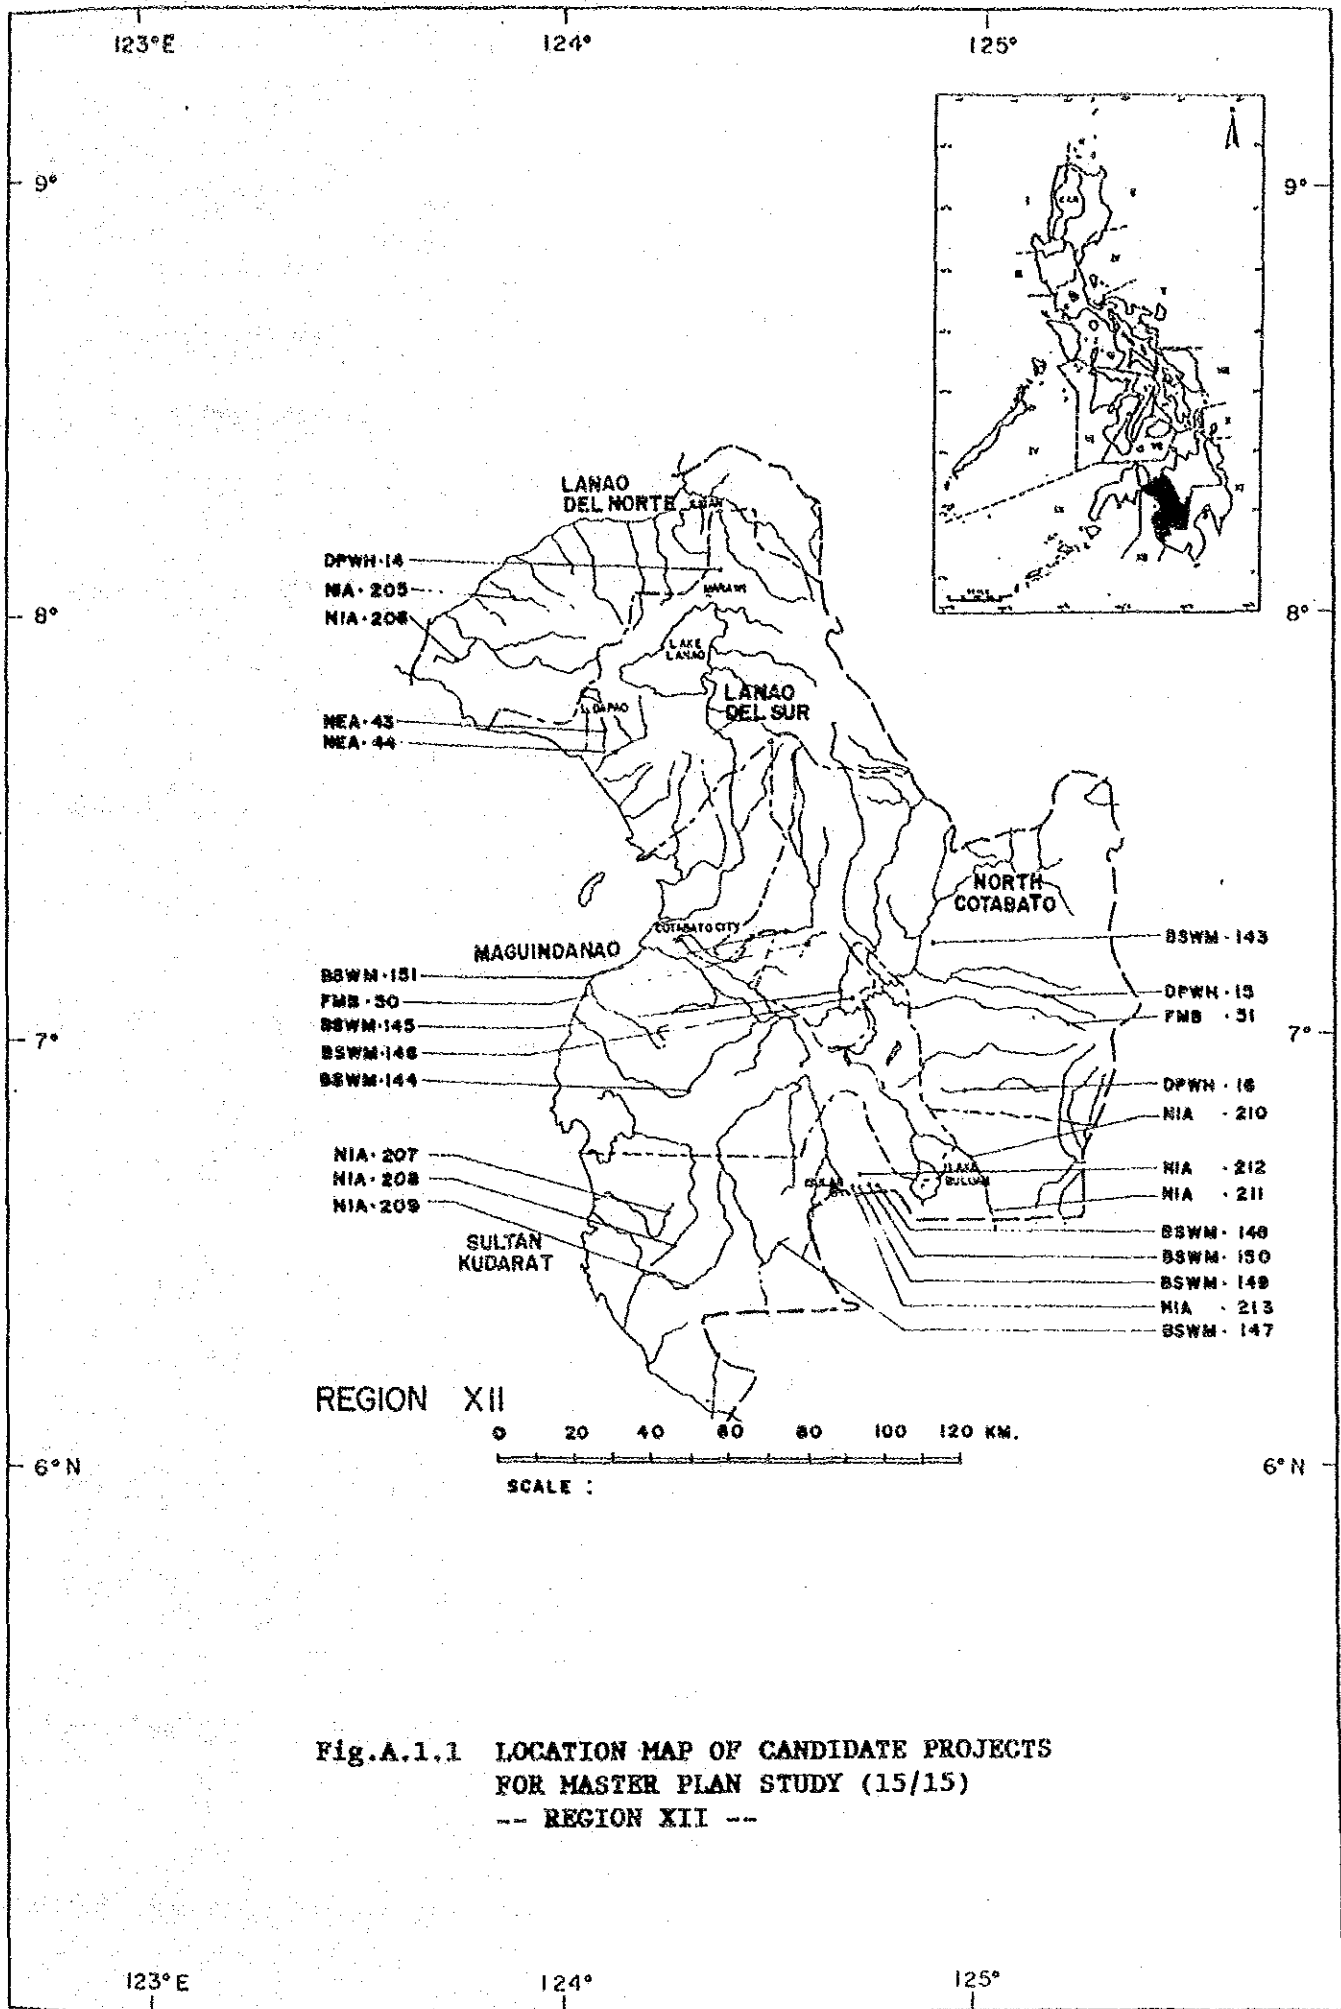 123°E 124° 125°
9° 9°
LANAO
DEL NORTE
DPWH · 14
MARAWI
NIA · 205
8° 8°
NIA · 206
LAKE
LANAO
LANAO
DEL SUR
L. DAPAO
NEA · 43
NEA · 44
NORTH
COTABATO
COTABATO CITY
BSWM · 143
MAGUINDANAO
BSWM · 151
DPWH · 15
FMB · 50
FMB · 51
BSWM · 145
7° 7°
BSWM · 146
BSWM · 144
DPWH · 16
NIA · 210
NIA · 207
NIA · 212
LAKE
BULUAN
NIA · 208
NIA · 211
NIA · 209
BSWM · 148
SULTAN
KUDARAT
BSWM · 150
BSWM · 149
NIA · 213
BSWM · 147
REGION XII
0 20 40 60 80 100 120 KM.
6°N 6°N
SCALE :
Fig.A.1.1 LOCATION MAP OF CANDIDATE PROJECTS
FOR MASTER PLAN STUDY (15/15)
-- REGION XII --
123°E 124° 125°